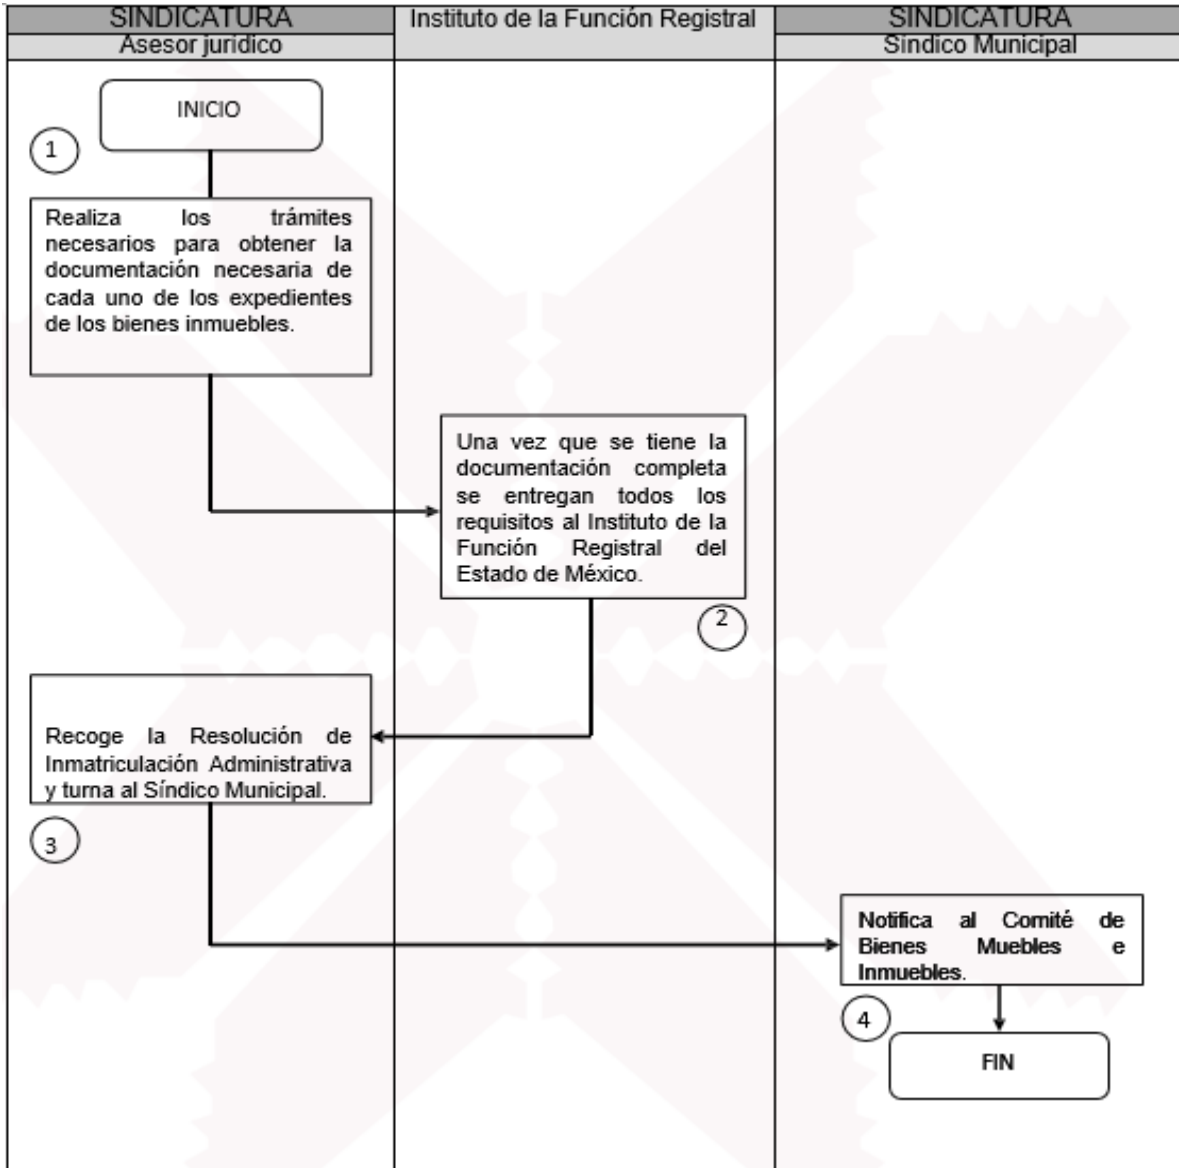 SINDICATURA
Asesor jurídico
Instituto de la Función Registral
SINDICATURA
Síndico Municipal
INICIO
1
Realiza los trámites
necesarios para obtener la
documentación necesaria de
cada uno de los expedientes
de los bienes inmuebles.
Una vez que se tiene la
documentación completa
se entregan todos los
requisitos al Instituto de la
Función Registral del
Estado de México.
2
Recoge la Resolución de
Inmatriculación Administrativa
y turna al Síndico Municipal.
3
Notifica al Comité de
Bienes Muebles e
Inmuebles.
4
FIN